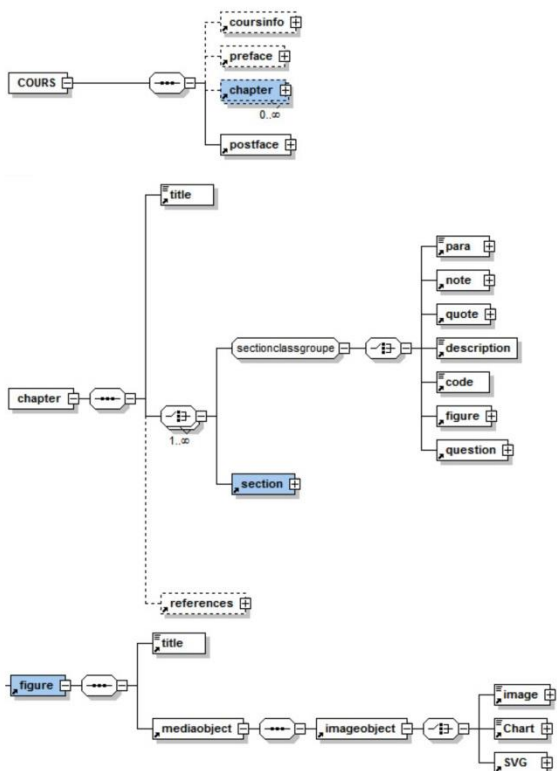 coursinfo
preface
COURS
chapter
0..∞
postface
title
para
note
quote
sectionclassgroupe
description
code
chapter
figure
1..∞
question
section
references
title
figure
image
mediaobject
imageobject
Chart
SVG